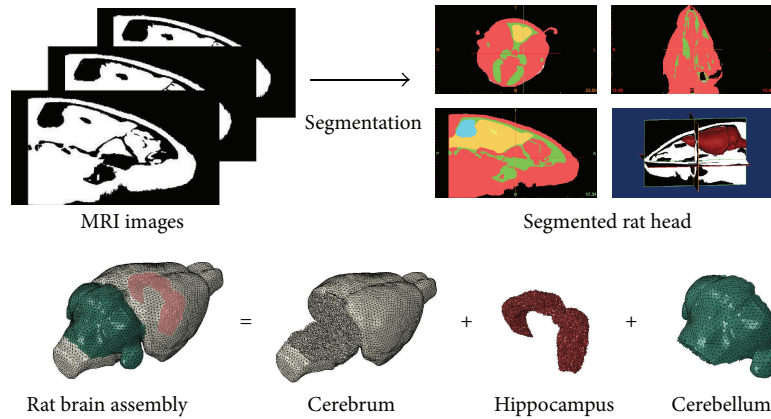 Segmentation
MRI images
Segmented rat head
=
+
+
Rat brain assembly
Cerebrum
Hippocampus
Cerebellum